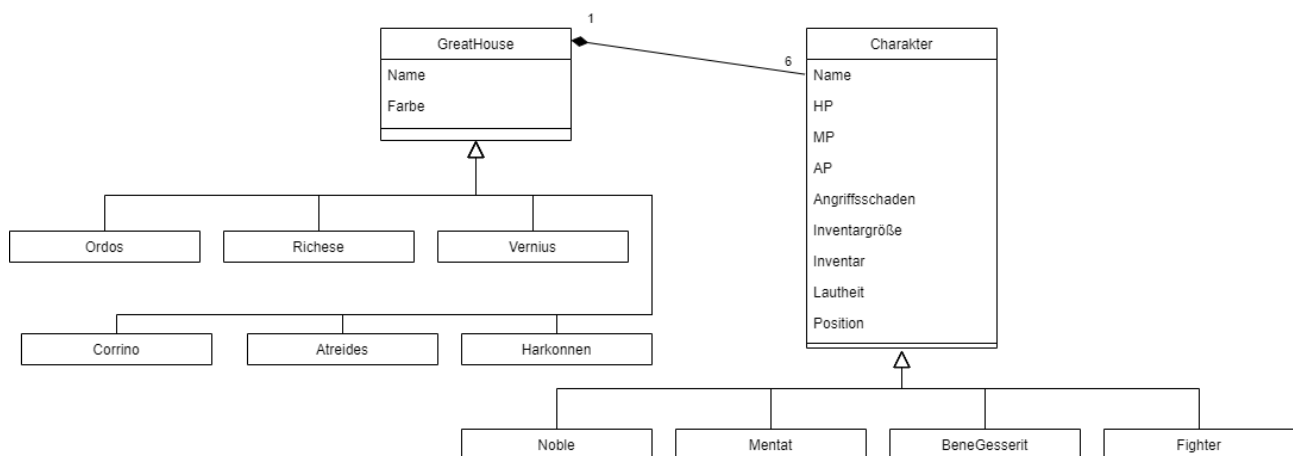 1
GreatHouse
Charakter
6
Name
Name
Farbe
HP
MP
AP
Angriffsschaden
Inventargröße
Inventar
Lautheit
Position
Ordos
Richese
Vernius
Corrino
Atreides
Harkonnen
Noble
Mentat
BeneGesserit
Fighter